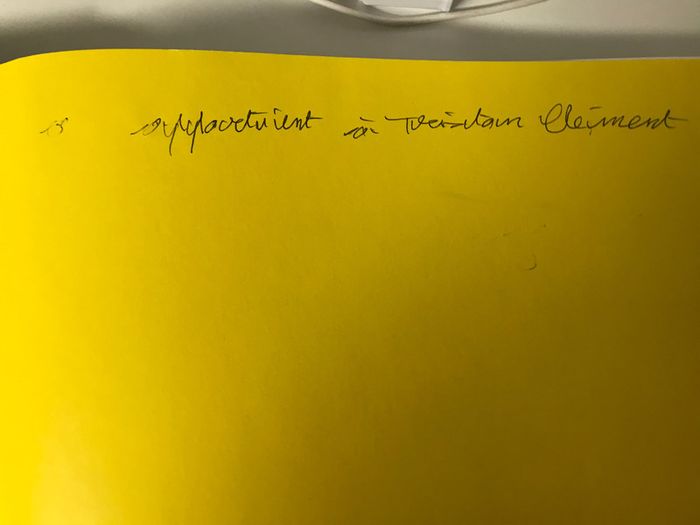 appartient à Tristan Clément